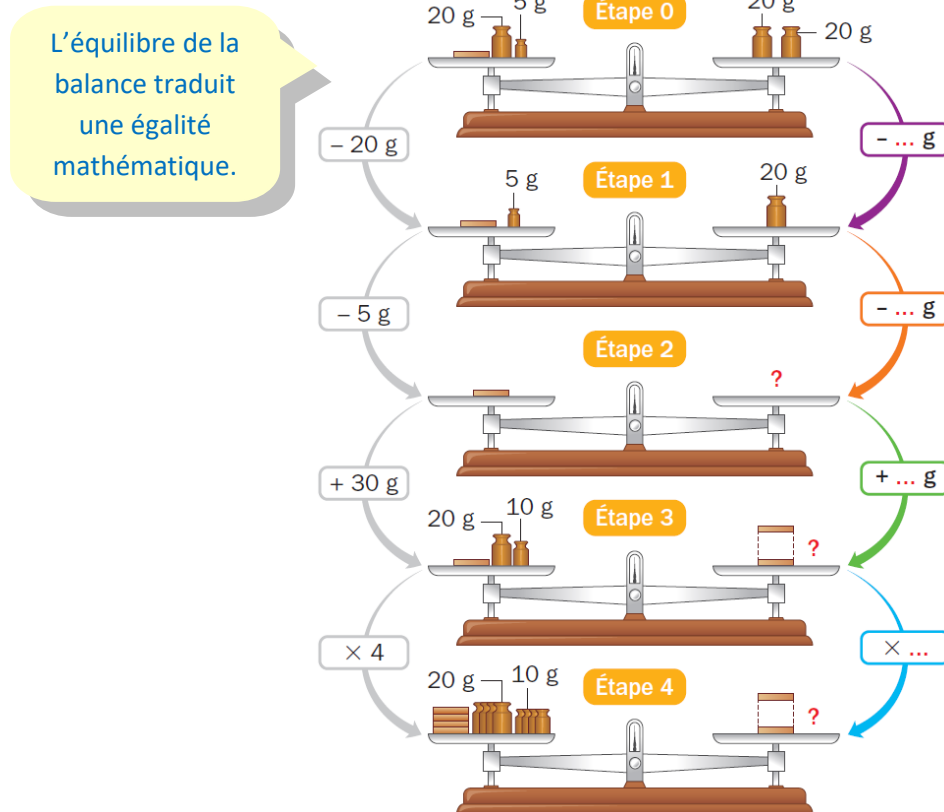 L'équilibre de la
balance traduit
une égalité
mathématique.
20 g 5 g Étape 0 20 g
20 g
– 20 g
– ... g
5 g Étape 1 20 g
– 5 g
– ... g
Étape 2
?
+ 30 g
+ ... g
20 g 10 g Étape 3
?
× 4
× ...
20 g 10 g Étape 4
?